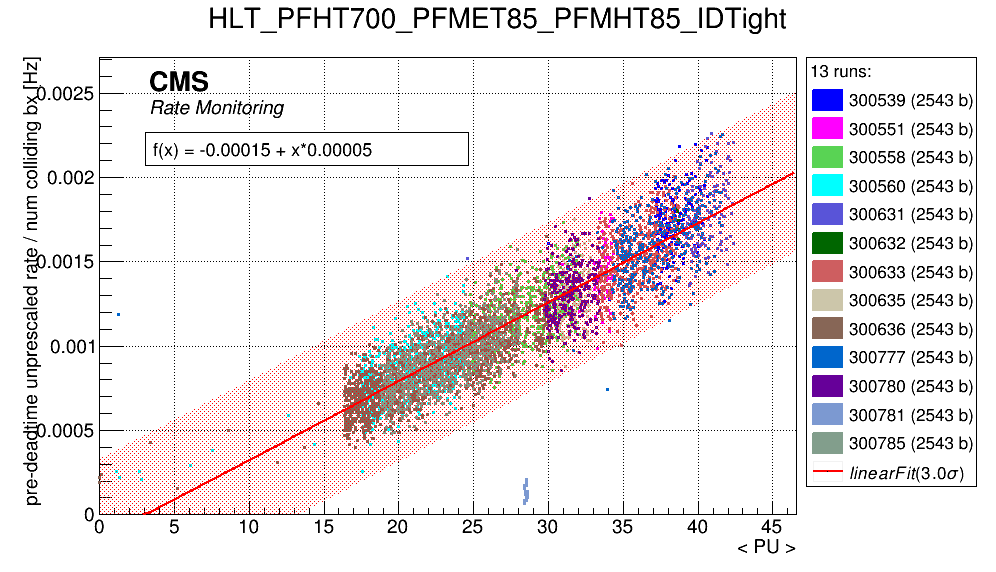 HLT_PFHT700_PFMET85_PFMHT85_IDTight
pre-deadtime unprescaled rate / num colliding bx [Hz]
CMS
Rate Monitoring
f(x) = -0.00015 + x*0.00005
0.0025
0.002
0.0015
0.001
0.0005
0
0 5 10 15 20 25 30 35 40 45
< PU >
13 runs:
300539 (2543 b)
300551 (2543 b)
300558 (2543 b)
300560 (2543 b)
300631 (2543 b)
300632 (2543 b)
300633 (2543 b)
300635 (2543 b)
300636 (2543 b)
300777 (2543 b)
300780 (2543 b)
300781 (2543 b)
300785 (2543 b)
linearFit(3.0σ)